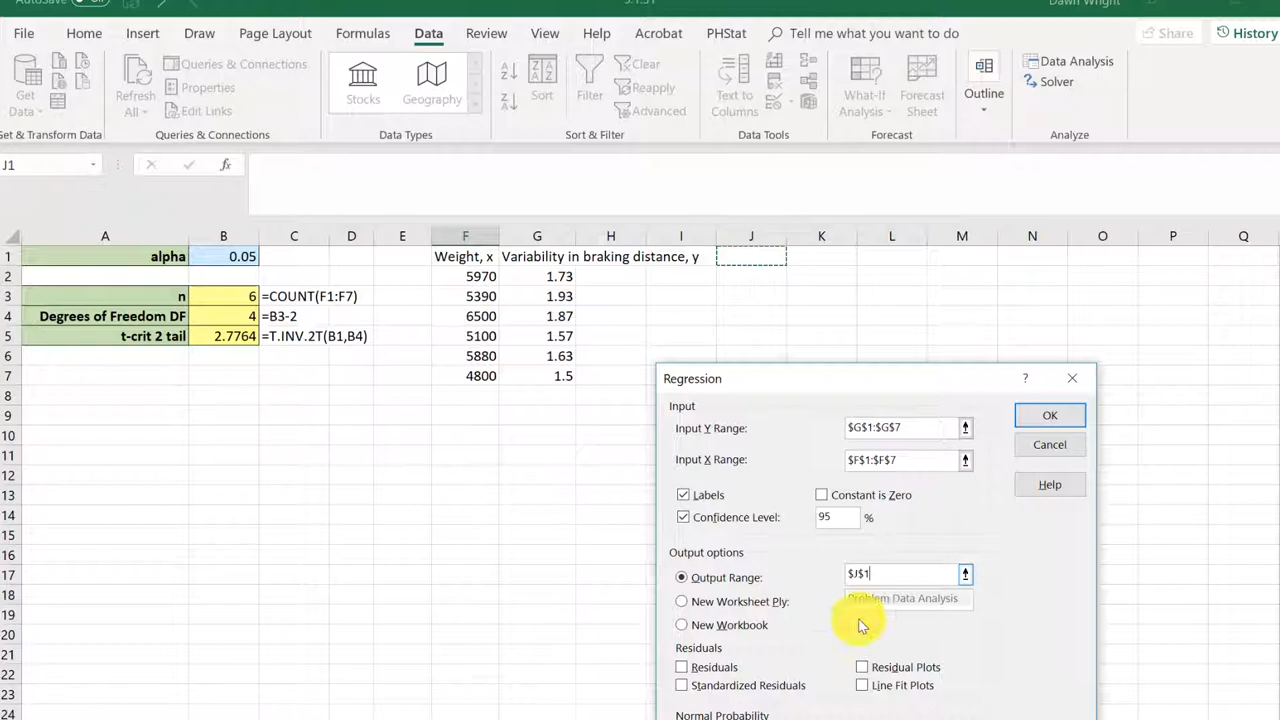 AutoSave Off 5.1.31 Dawn Wright
File Home Insert Draw Page Layout Formulas Data Review View Help Acrobat PHStat Tell me what you want to do Share History
Get Data Refresh All Queries & Connections Properties Edit Links Stocks Geography Sort Filter Clear Reapply Advanced Text to Columns What-If Analysis Forecast Sheet Outline Data Analysis Solver
Get & Transform Data Queries & Connections Data Types Sort & Filter Data Tools Forecast Analyze
J1 fx
A B C D E F G H I J K L M N O P Q
1 alpha 0.05 Weight, x Variability in braking distance, y
2 5970 1.73
3 n 6 =COUNT(F1:F7) 5390 1.93
4 Degrees of Freedom DF 4 =B3-2 6500 1.87
5 t-crit 2 tail 2.7764 =T.INV.2T(B1,B4) 5100 1.57
6 5880 1.63
7 4800 1.5
8
9
10
11
12
13
14
15
16
17
18
19
20
21
22
23
24
Regression ? ×
Input
Input Y Range: $G$1:$G$7 OK
Input X Range: $F$1:$F$7 Cancel
Help
Labels Constant is Zero
Confidence Level: 95 %
Output options
Output Range: $J$1
New Worksheet Ply: Problem Data Analysis
New Workbook
Residuals
Residuals Residual Plots
Standardized Residuals Line Fit Plots
Normal Probability